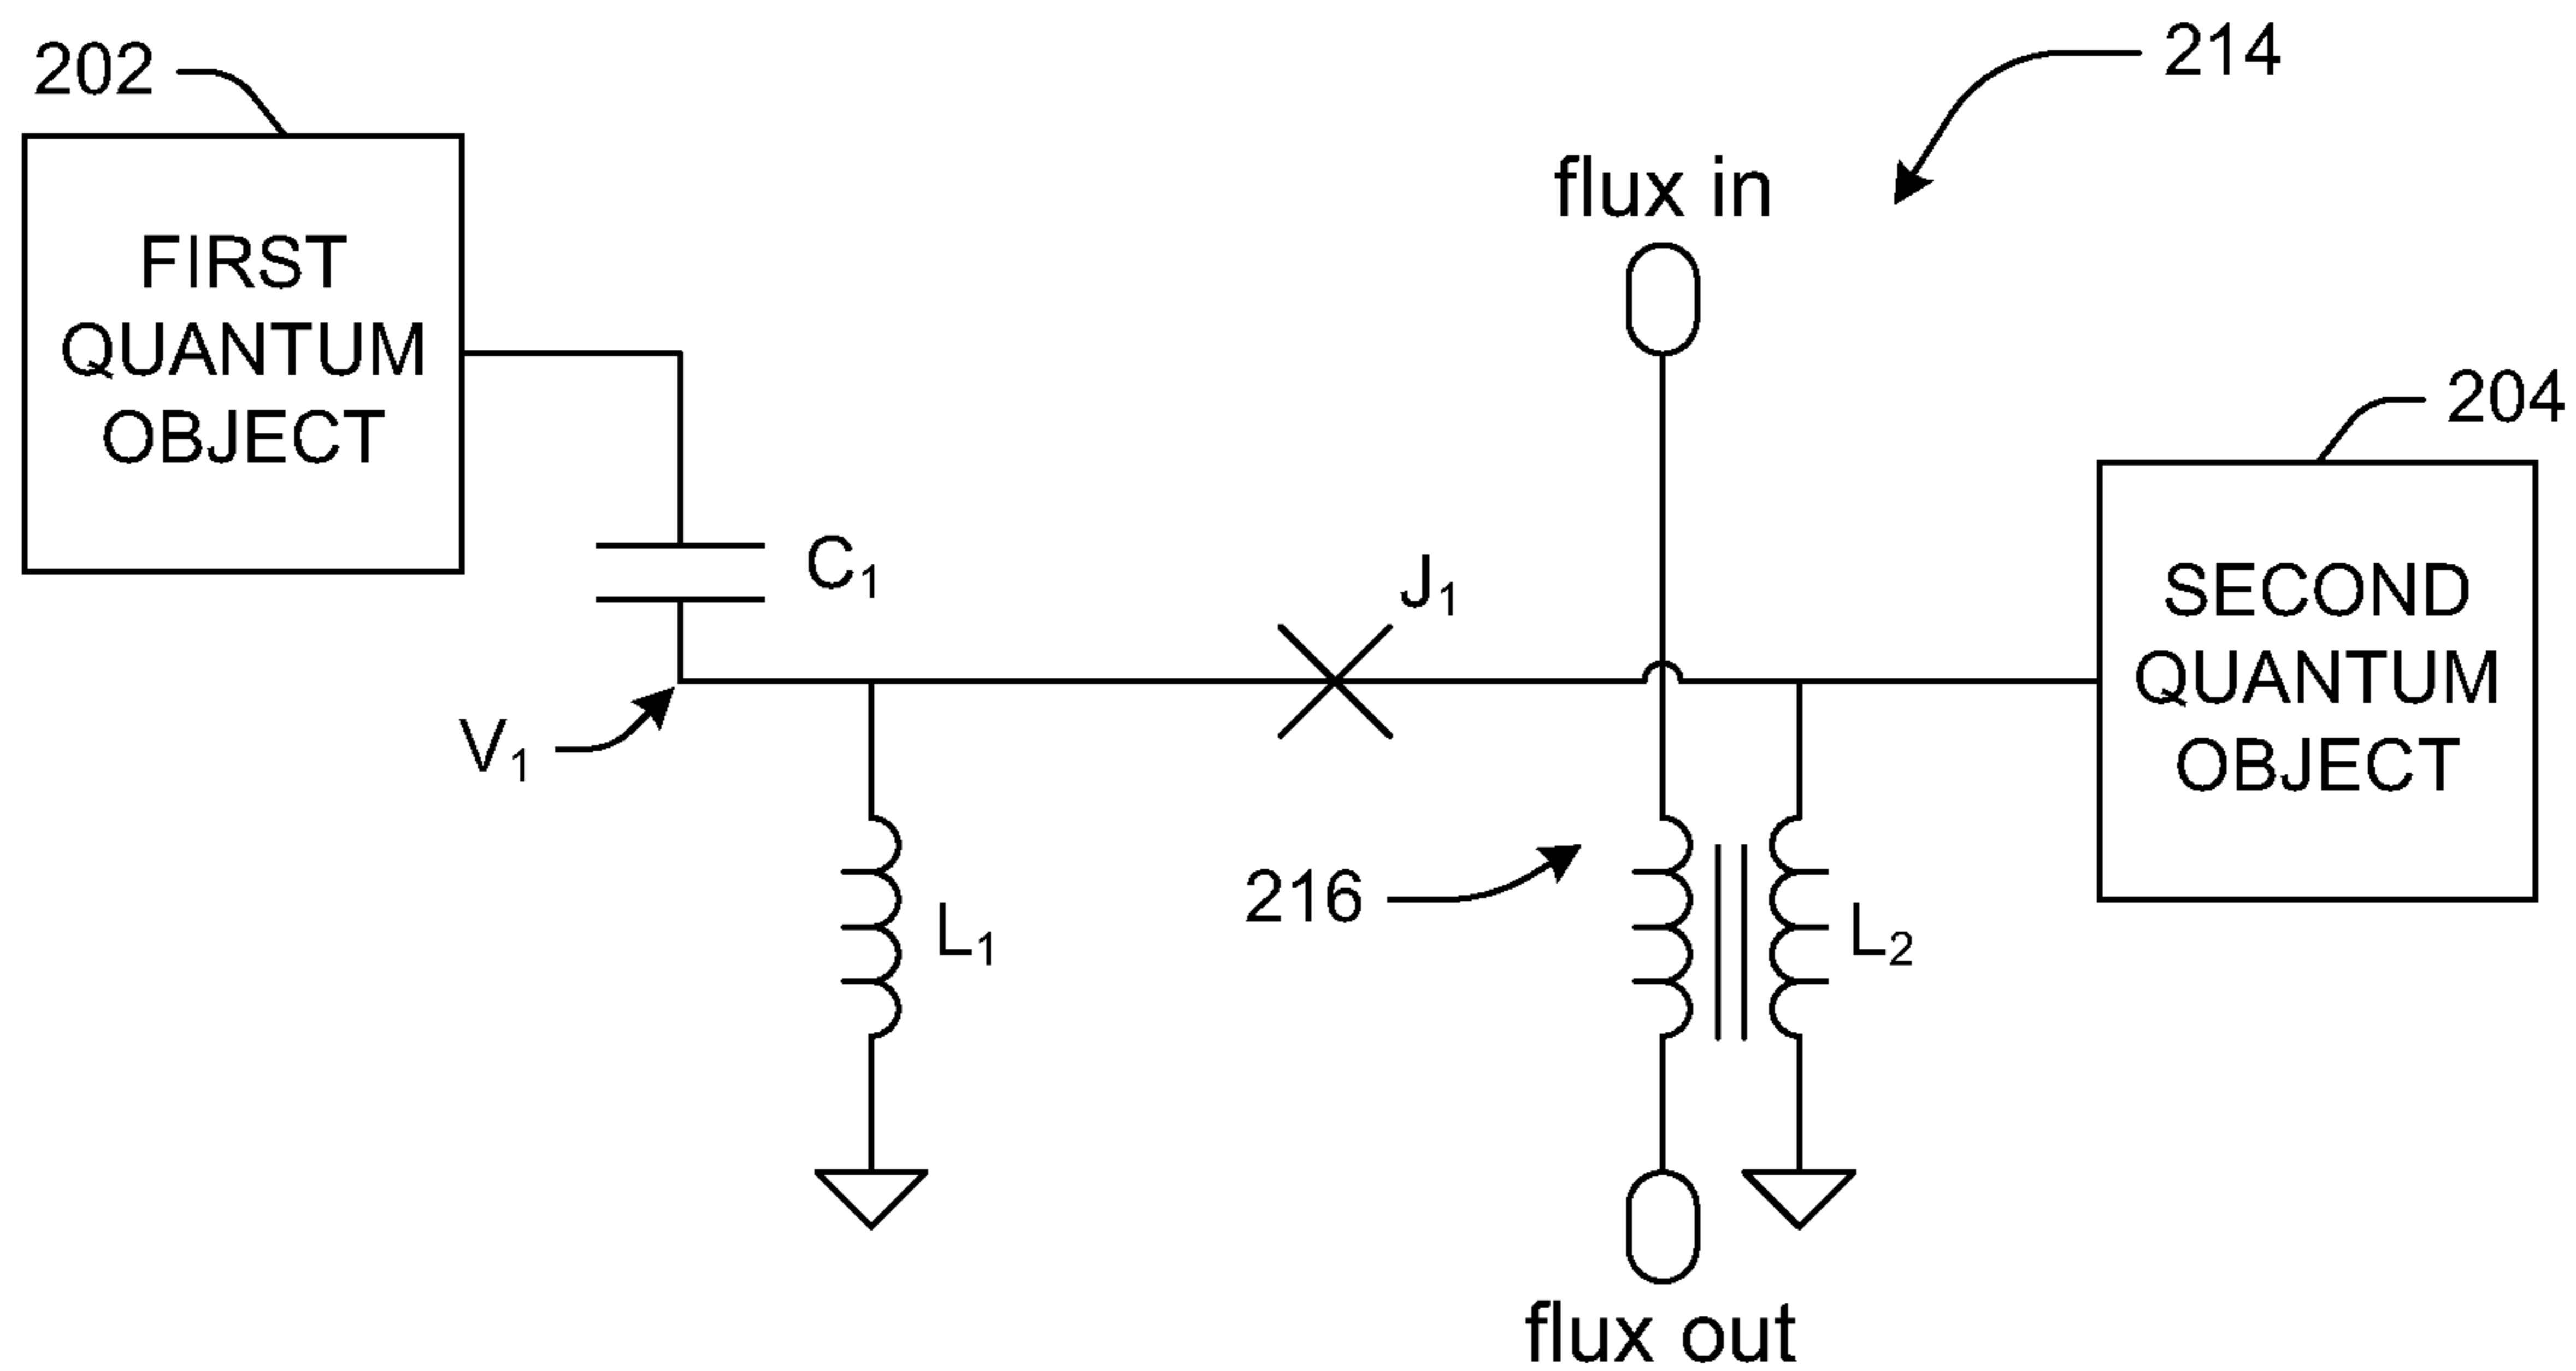 202
214
flux in
FIRST
QUANTUM
OBJECT
204
C₁
J₁
SECOND
QUANTUM
OBJECT
V₁
216
L₁
L₂
flux out